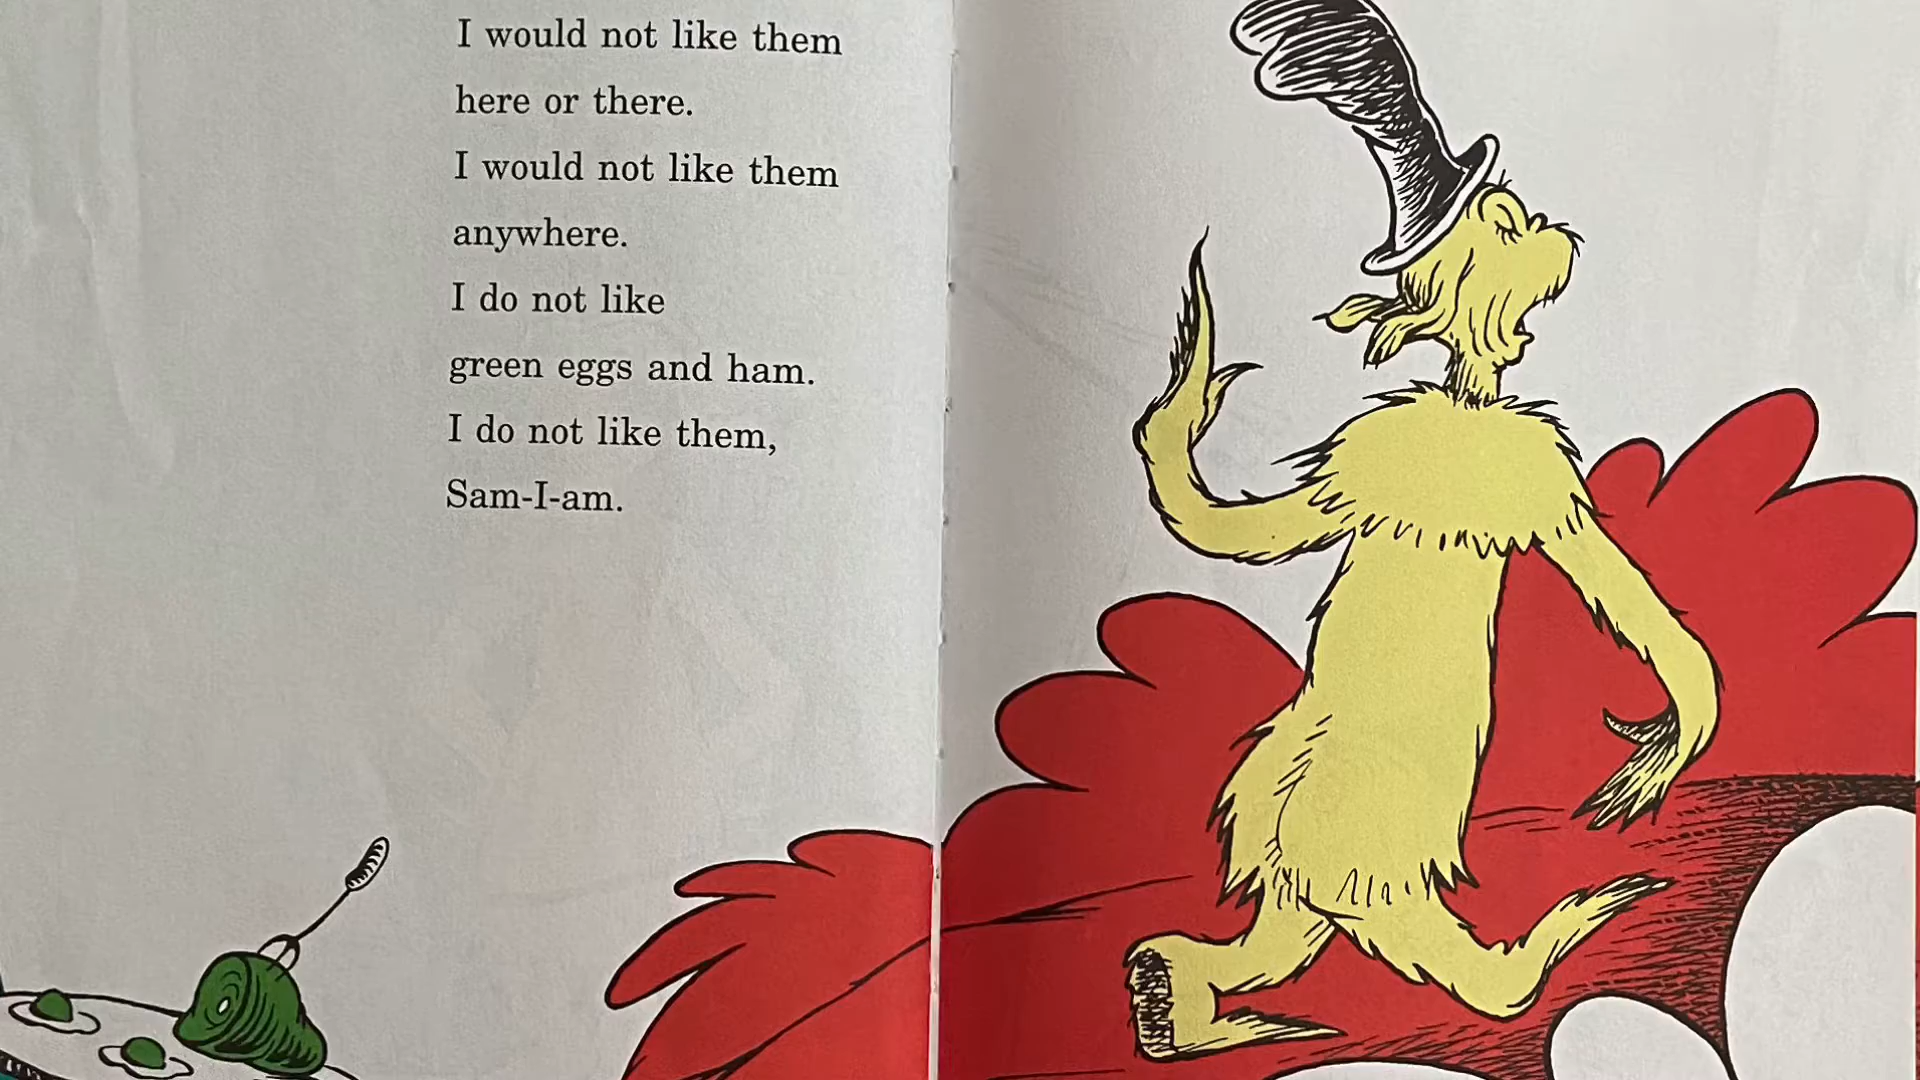 I would not like them
here or there.
I would not like them
anywhere.
I do not like
green eggs and ham.
I do not like them,
Sam-I-am.